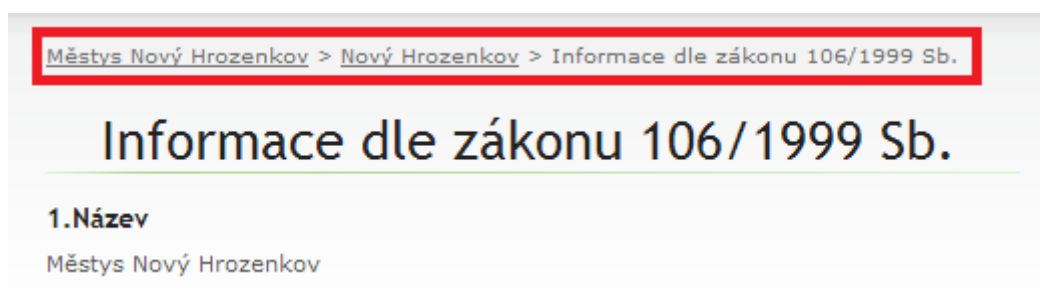 Městys Nový Hrozenkov > Nový Hrozenkov > Informace dle zákonu 106/1999 Sb.
Informace dle zákonu 106/1999 Sb.
1.Název
Městys Nový Hrozenkov